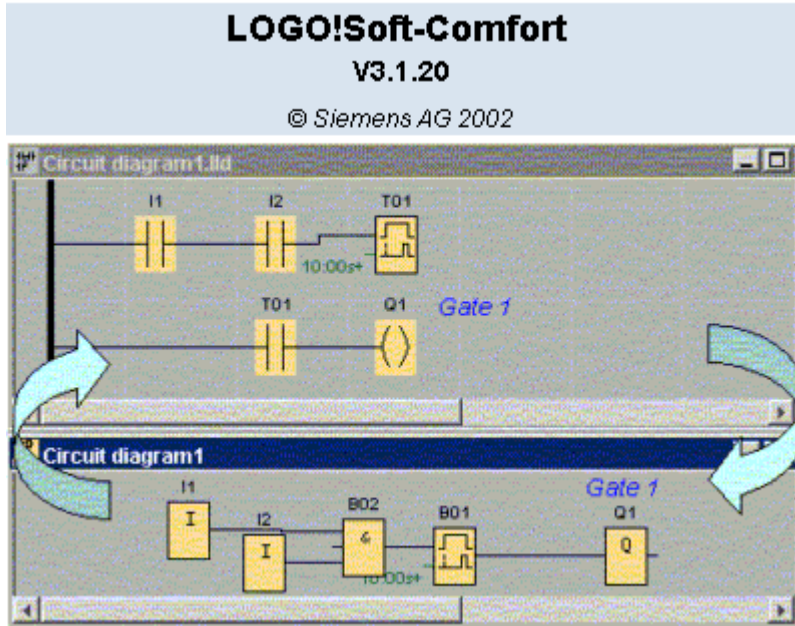 LOGO!Soft-Comfort
V3.1.20
© Siemens AG 2002
Circuit diagram1.lld
I1 I2 T01
10:00s+
T01 Q1 Gate 1
Circuit diagram1
Gate 1
I1 I2 B02 B01 Q1
I I & Q
10:00s+